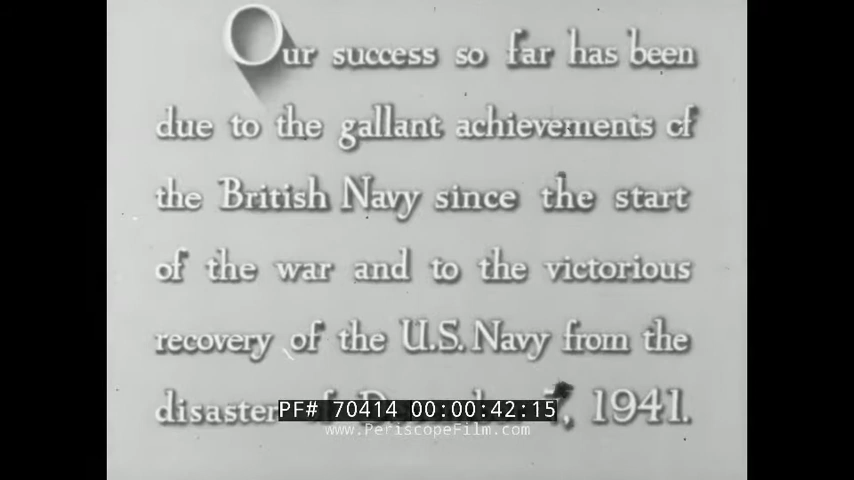 Our success so far has been
due to the gallant achievements of
the British Navy since the start
of the war and to the victorious
recovery of the U.S. Navy from the
disaster of , 1941.
PF# 70414 00:00:42:15
www.PeriscopeFilm.com